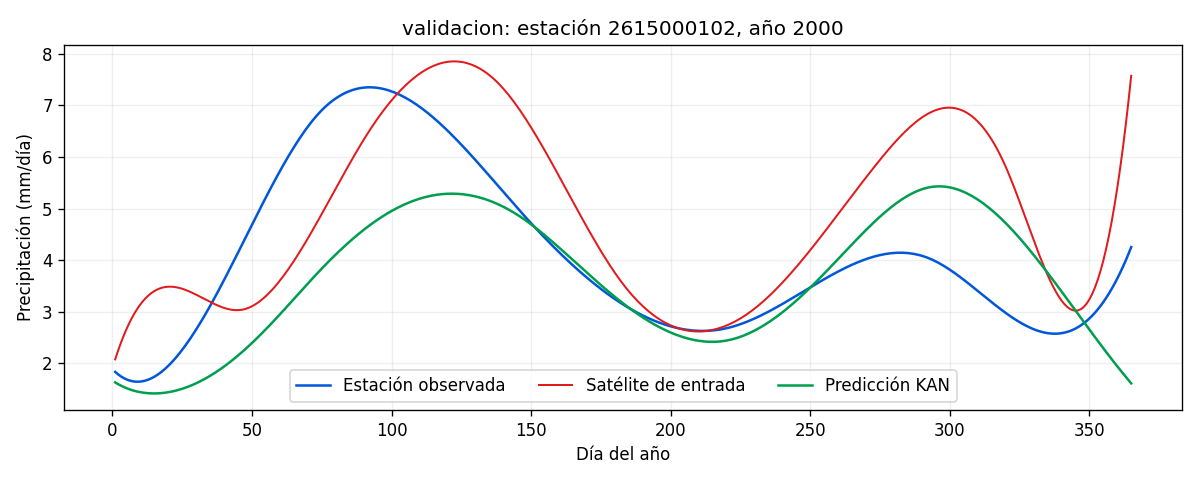 validacion: estación 2615000102, año 2000
Precipitación (mm/día)
8
7
6
5
4
3
2
Estación observada
Satélite de entrada
Predicción KAN
0
50
100
150
200
250
300
350
Día del año